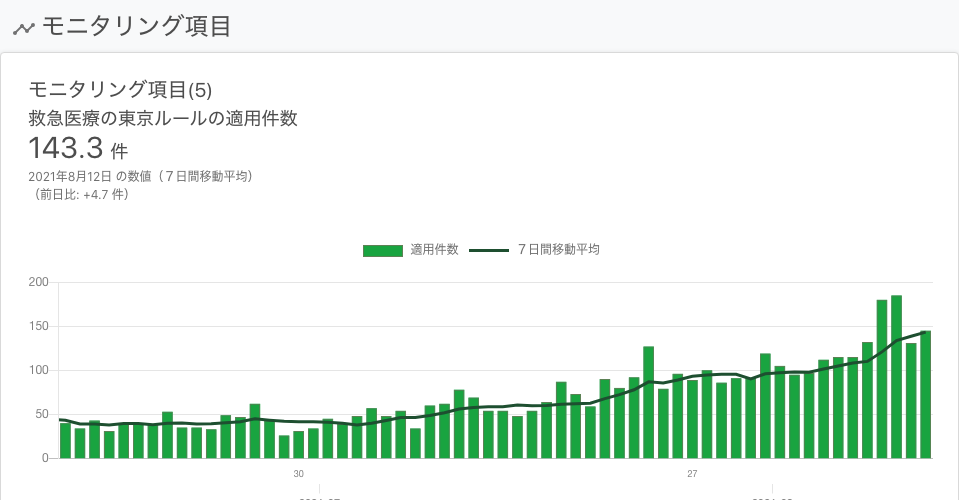 モニタリング項目
モニタリング項目(5)
救急医療の東京ルールの適用件数
143.3 件
2021年8月12日 の数値（７日間移動平均）
（前日比: +4.7 件）
適用件数 ７日間移動平均
200
150
100
50
0
30 27